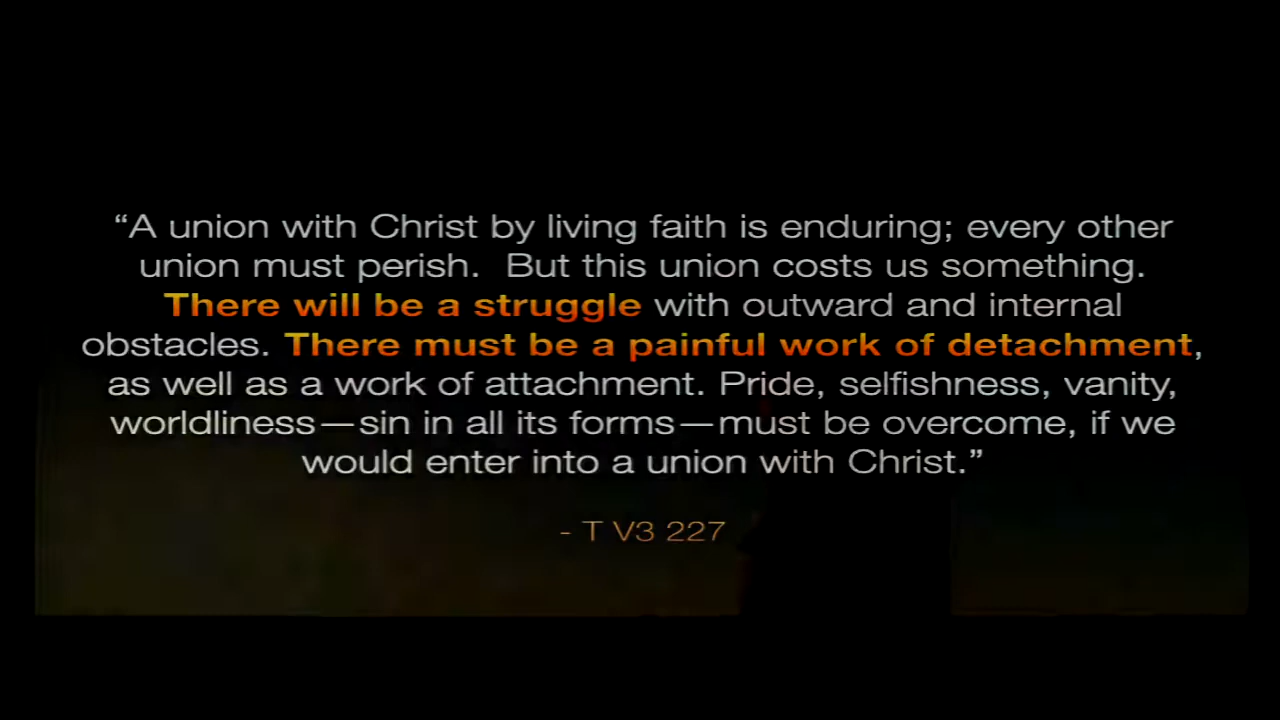 “A union with Christ by living faith is enduring; every other
union must perish.  But this union costs us something.
There will be a struggle with outward and internal
obstacles. There must be a painful work of detachment,
as well as a work of attachment. Pride, selfishness, vanity,
worldliness—sin in all its forms—must be overcome, if we
would enter into a union with Christ.”
- T V3 227